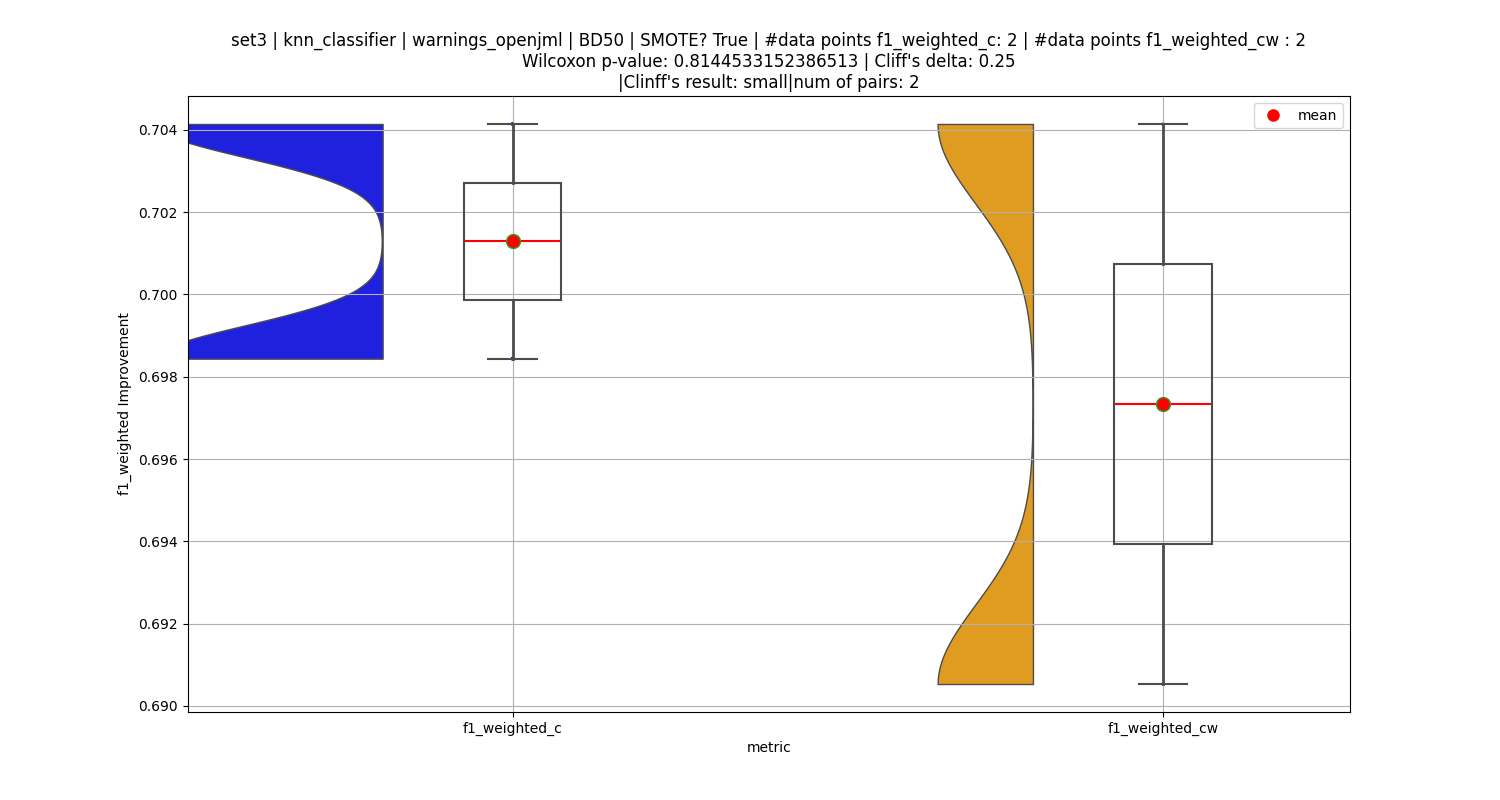 set3 | knn_classifier | warnings_openjml | BD50 | SMOTE? True | #data points f1_weighted_c: 2 | #data points f1_weighted_cw : 2
Wilcoxon p-value: 0.8144533152386513 | Cliff's delta: 0.25
|Clinff's result: small|num of pairs: 2
mean
0.704
0.702
0.700
0.698
0.696
0.694
0.692
0.690
f1_weighted Improvement
f1_weighted_c
f1_weighted_cw
metric